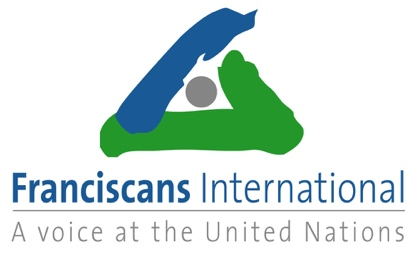 Franciscans International
A voice at the United Nations